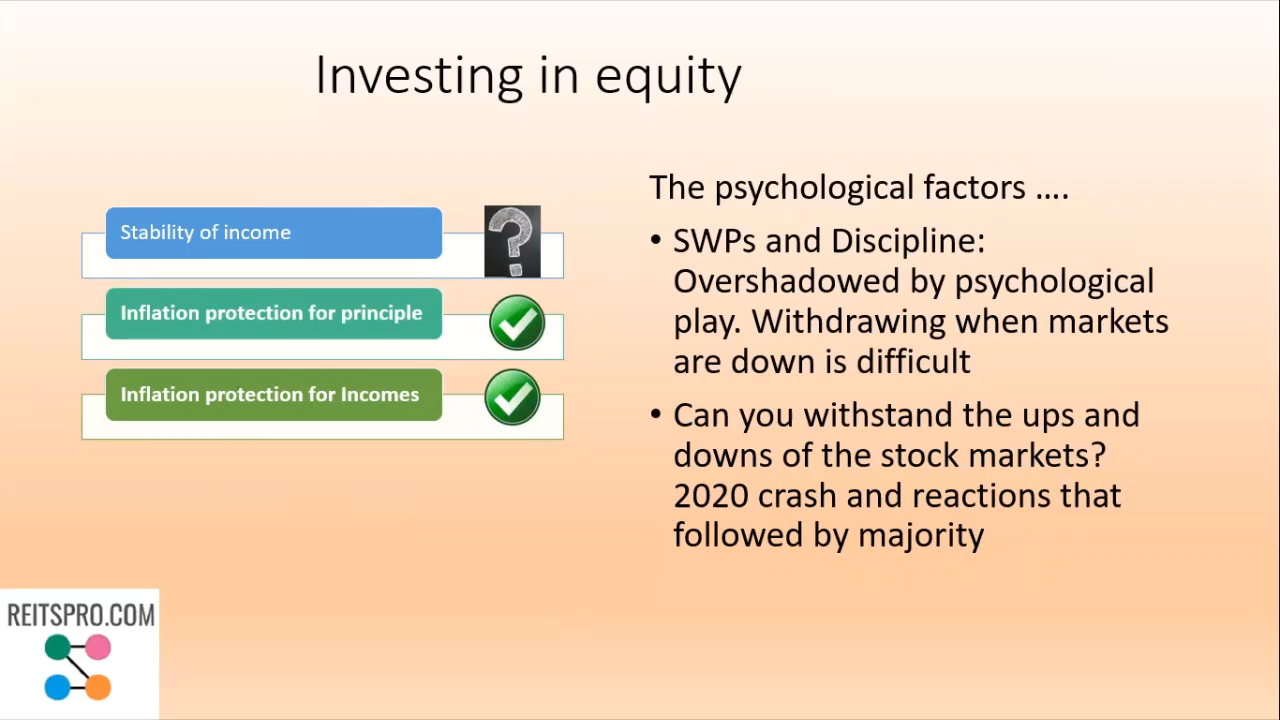 Investing in equity
Stability of income
Inflation protection for principle
Inflation protection for Incomes
The psychological factors ....
• SWPs and Discipline:
Overshadowed by psychological
play. Withdrawing when markets
are down is difficult
• Can you withstand the ups and
downs of the stock markets?
2020 crash and reactions that
followed by majority
REITSPRO.COM